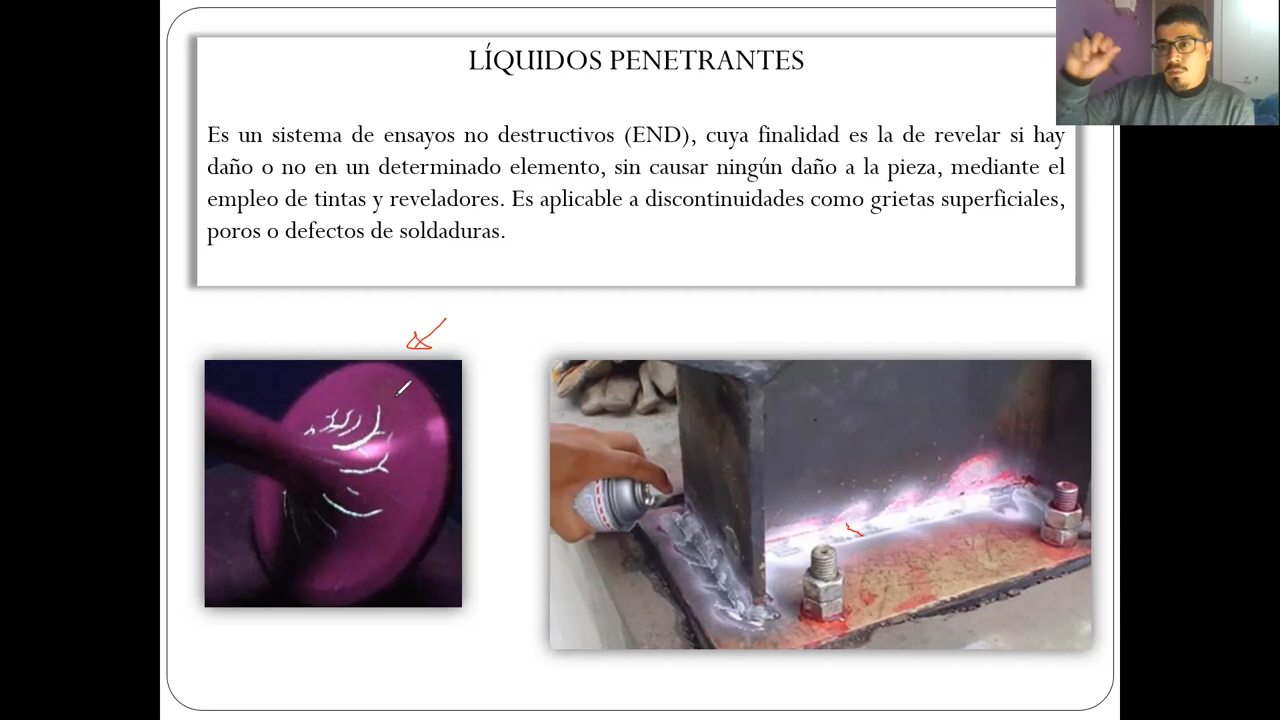 LÍQUIDOS PENETRANTES
Es un sistema de ensayos no destructivos (END), cuya finalidad es la de revelar si hay
daño o no en un determinado elemento, sin causar ningún daño a la pieza, mediante el
empleo de tintas y reveladores. Es aplicable a discontinuidades como grietas superficiales,
poros o defectos de soldaduras.